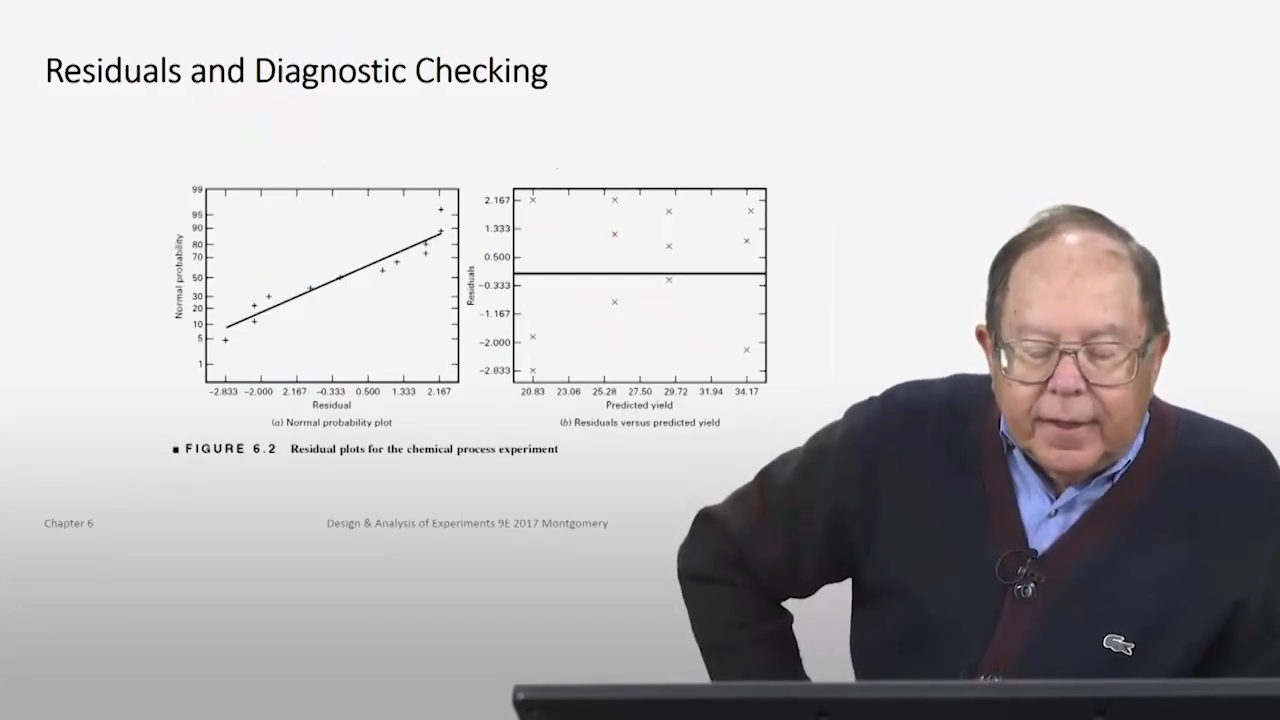 Residuals and Diagnostic Checking
Normal probability
99
95
90
80
70
50
30
20
10
5
1
−2.833 −2.000 2.167 −0.333 0.500 1.333 2.167
Residual
(a) Normal probability plot
Residuals
2.167
1.333
0.500
−0.333
−1.167
−2.000
−2.833
20.83 23.06 25.28 27.50 29.72 31.94 34.17
Predicted yield
(b) Residuals versus predicted yield
■ FIGURE 6.2 Residual plots for the chemical process experiment
Chapter 6
Design & Analysis of Experiments 9E 2017 Montgomery